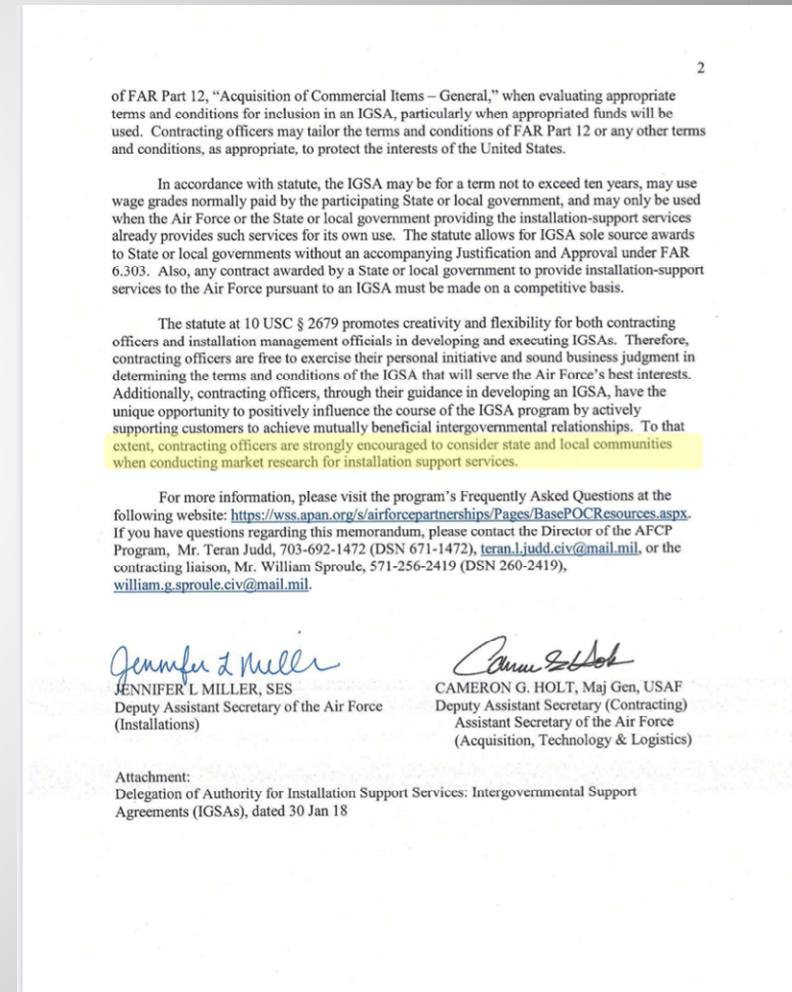 2
of FAR Part 12, “Acquisition of Commercial Items – General,” when evaluating appropriate
terms and conditions for inclusion in an IGSA, particularly when appropriated funds will be
used. Contracting officers may tailor the terms and conditions of FAR Part 12 or any other terms
and conditions, as appropriate, to protect the interests of the United States.
In accordance with statute, the IGSA may be for a term not to exceed ten years, may use
wage grades normally paid by the participating State or local government, and may only be used
when the Air Force or the State or local government providing the installation-support services
already provides such services for its own use. The statute allows for IGSA sole source awards
to State or local governments without an accompanying Justification and Approval under FAR
6.303. Also, any contract awarded by a State or local government to provide installation-support
services to the Air Force pursuant to an IGSA must be made on a competitive basis.
The statute at 10 USC § 2679 promotes creativity and flexibility for both contracting
officers and installation management officials in developing and executing IGSAs. Therefore,
contracting officers are free to exercise their personal initiative and sound business judgment in
determining the terms and conditions of the IGSA that will serve the Air Force’s best interests.
Additionally, contracting officers, through their guidance in developing an IGSA, have the
unique opportunity to positively influence the course of the IGSA program by actively
supporting customers to achieve mutually beneficial intergovernmental relationships. To that
extent, contracting officers are strongly encouraged to consider state and local communities
when conducting market research for installation support services.
For more information, please visit the program’s Frequently Asked Questions at the
following website: https://wss.apan.org/s/airforcepartnerships/Pages/BasePOCResources.aspx.
If you have questions regarding this memorandum, please contact the Director of the AFCP
Program, Mr. Teran Judd, 703-692-1472 (DSN 671-1472), teran.l.judd.civ@mail.mil, or the
contracting liaison, Mr. William Sproule, 571-256-2419 (DSN 260-2419),
william.g.sproule.civ@mail.mil.
Jennifer L Miller
JENNIFER L MILLER, SES
Deputy Assistant Secretary of the Air Force
(Installations)
CAMERON G. HOLT, Maj Gen, USAF
Deputy Assistant Secretary (Contracting)
Assistant Secretary of the Air Force
(Acquisition, Technology & Logistics)
Attachment:
Delegation of Authority for Installation Support Services: Intergovernmental Support
Agreements (IGSAs), dated 30 Jan 18